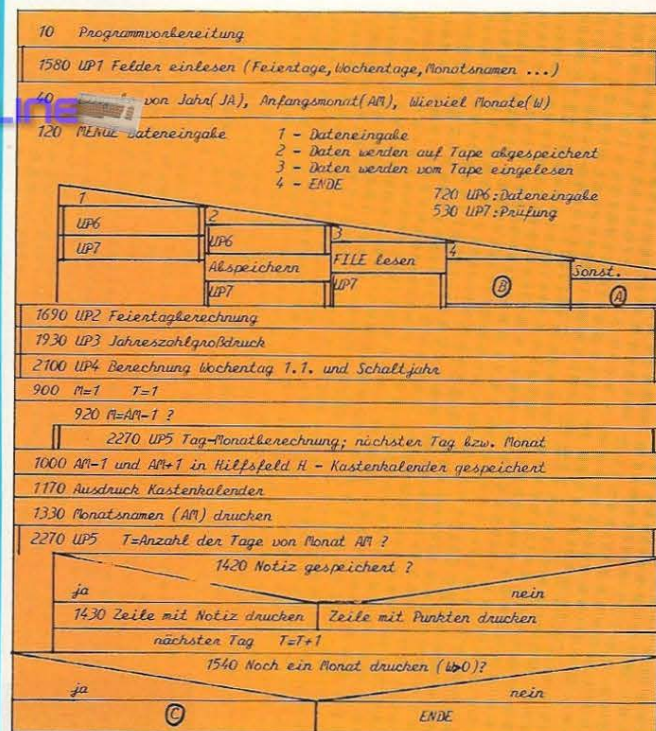 10 Programmvorbereitung
1580 UP1 Felder einlesen (Feiertage, Wochentage, Monatsnamen ...)
40 von Jahr(JA), Anfangsmonat(AM), Wieviel Monate(W)
LINE
120 MENUE Dateneingabe 1 - Dateneingabe
2 - Daten werden auf Tape abgespeichert
3 - Daten werden vom Tape eingelesen
4 - ENDE
720 UP6:Dateneingabe
530 UP7:Prüfung
1 2 3 4 Sonst.
UP6 UP6 FILE lesen B A
UP7 Abspeichern UP7
UP7
1690 UP2 Feiertagberechnung
1930 UP3 Jahreszahlgroßdruck
2100 UP4 Berechnung Wochentag 1.1. und Schaltjahr
900 M=1 T=1
920 M=AM-1 ?
2270 UP5 Tag-Monatberechnung; nächster Tag bzw. Monat
1000 AM-1 und AM+1 in Hilfsfeld H - Kastenkalender gespeichert
1170 Ausdruck Kastenkalender
1330 Monatsnamen (AM) drucken
2270 UP5 T=Anzahl der Tage von Monat AM ?
1420 Notiz gespeichert ?
ja nein
1430 Zeile mit Notiz drucken Zeile mit Punkten drucken
nächster Tag T=T+1
1540 Noch ein Monat drucken (W>0)?
ja nein
C ENDE